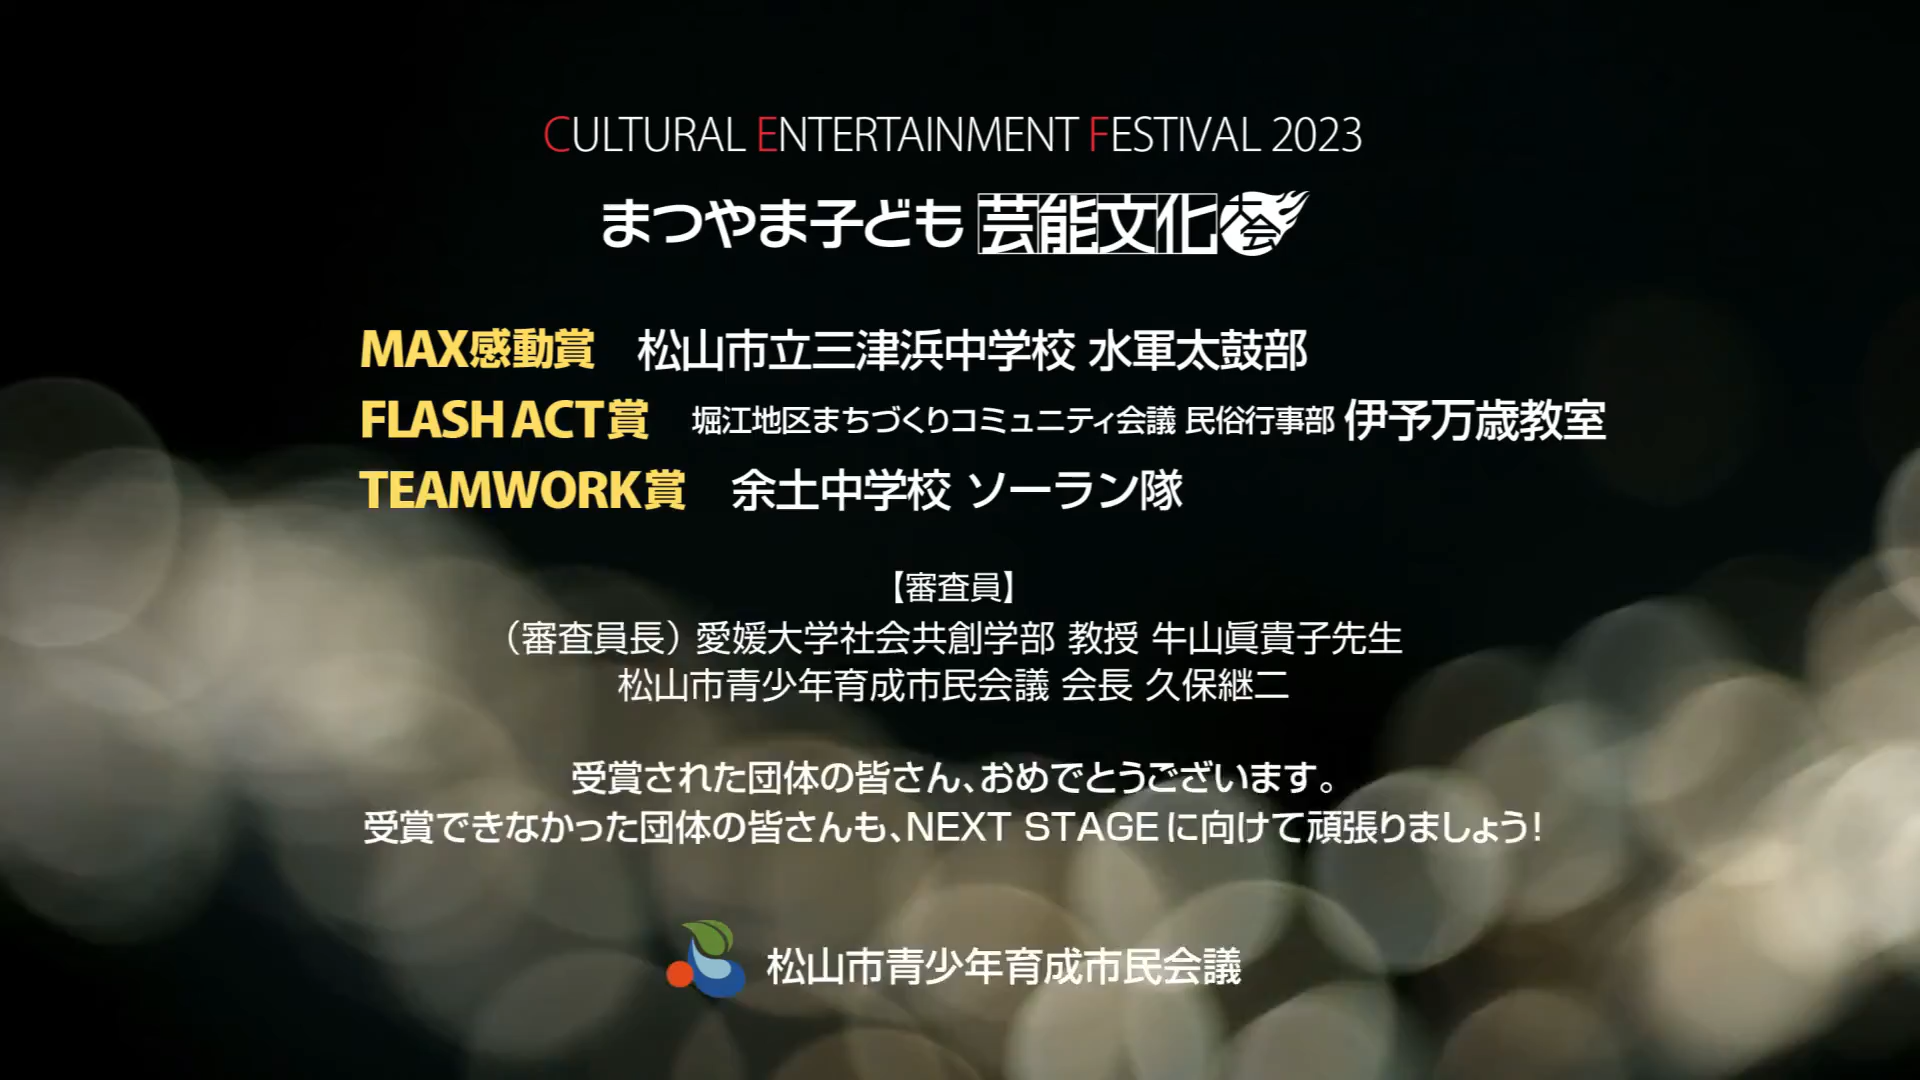 CULTURAL ENTERTAINMENT FESTIVAL 2023
まつやま子ども 芸能文化大会
MAX感動賞 松山市立三津浜中学校 水軍太鼓部
FLASH ACT賞 堀江地区まちづくりコミュニティ会議 民俗行事部 伊予万歳教室
TEAMWORK賞 余土中学校 ソーラン隊
【審査員】
（審査員長）愛媛大学社会共創学部 教授 牛山眞貴子先生
松山市青少年育成市民会議 会長 久保継二
受賞された団体の皆さん、おめでとうございます。
受賞できなかった団体の皆さんも、NEXT STAGEに向けて頑張りましょう！
松山市青少年育成市民会議